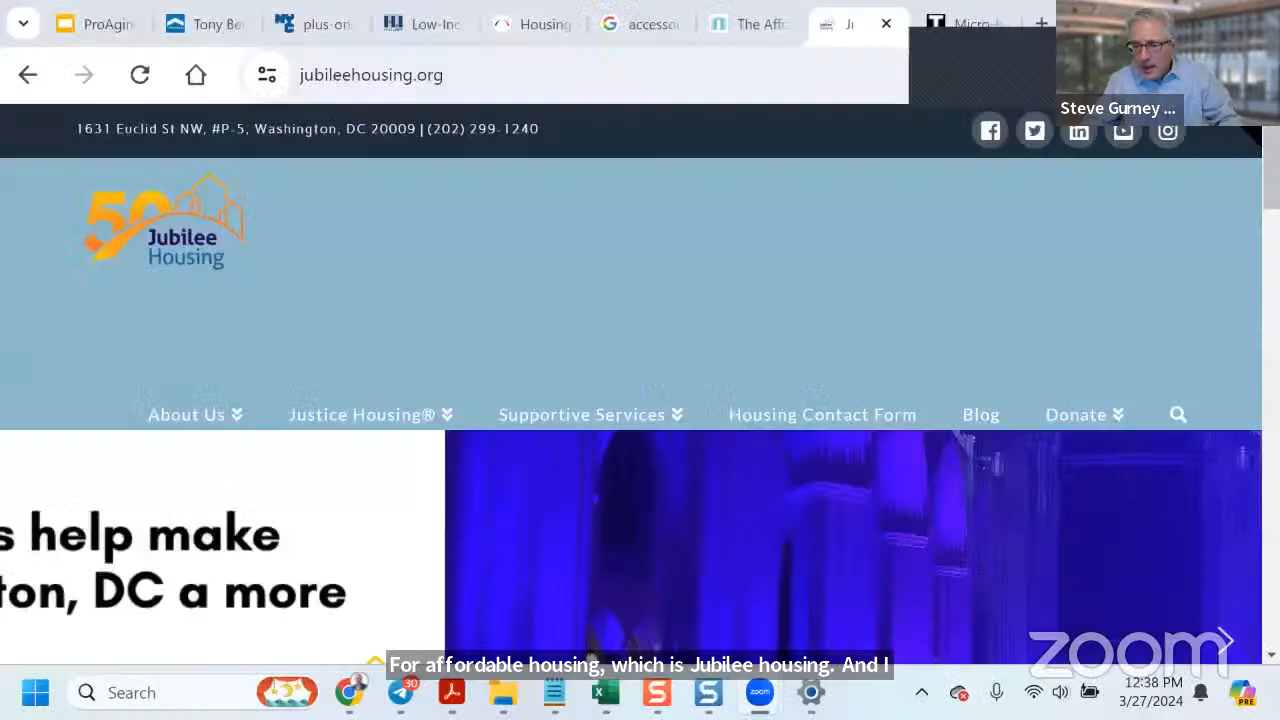 ProAgin
Tony Be
plus-on
Low-Inc
Housing
accesso
The Affo
Ju
Micro-
jubileehousing.org
Steve Gurney ...
1631 Euclid St NW, #P-5, Washington, DC 20009 | (202) 299-1240
50
Jubilee
Housing
About Us
Justice Housing®
Supportive Services
Housing Contact Form
Blog
Donate
s help make
ton, DC a more
zoom
For affordable housing, which is Jubilee housing. And I
Search
30
zoom
12:38 PM
3/27/2024
PRE